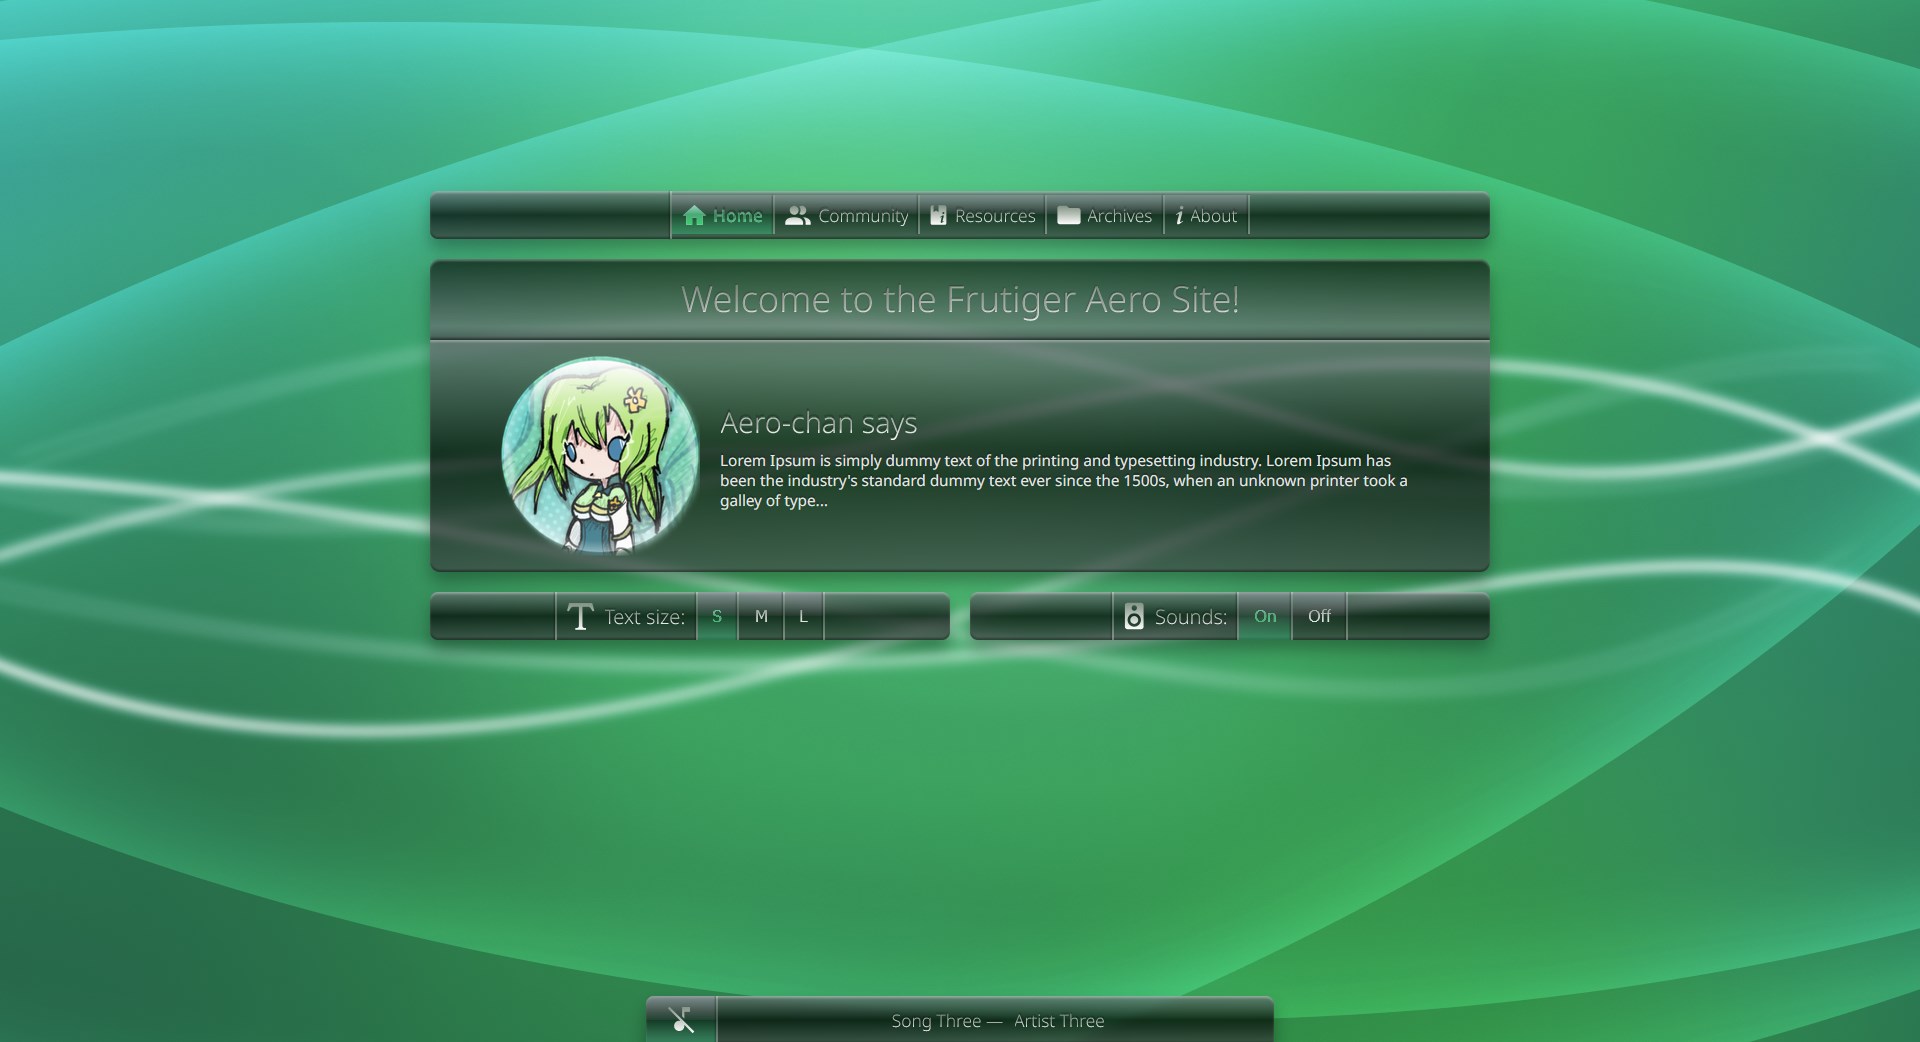 Home Community Resources Archives About
Welcome to the Frutiger Aero Site!
Aero-chan says
Lorem Ipsum is simply dummy text of the printing and typesetting industry. Lorem Ipsum has
been the industry's standard dummy text ever since the 1500s, when an unknown printer took a
galley of type...
Text size: S M L
Sounds: On Off
Song Three — Artist Three